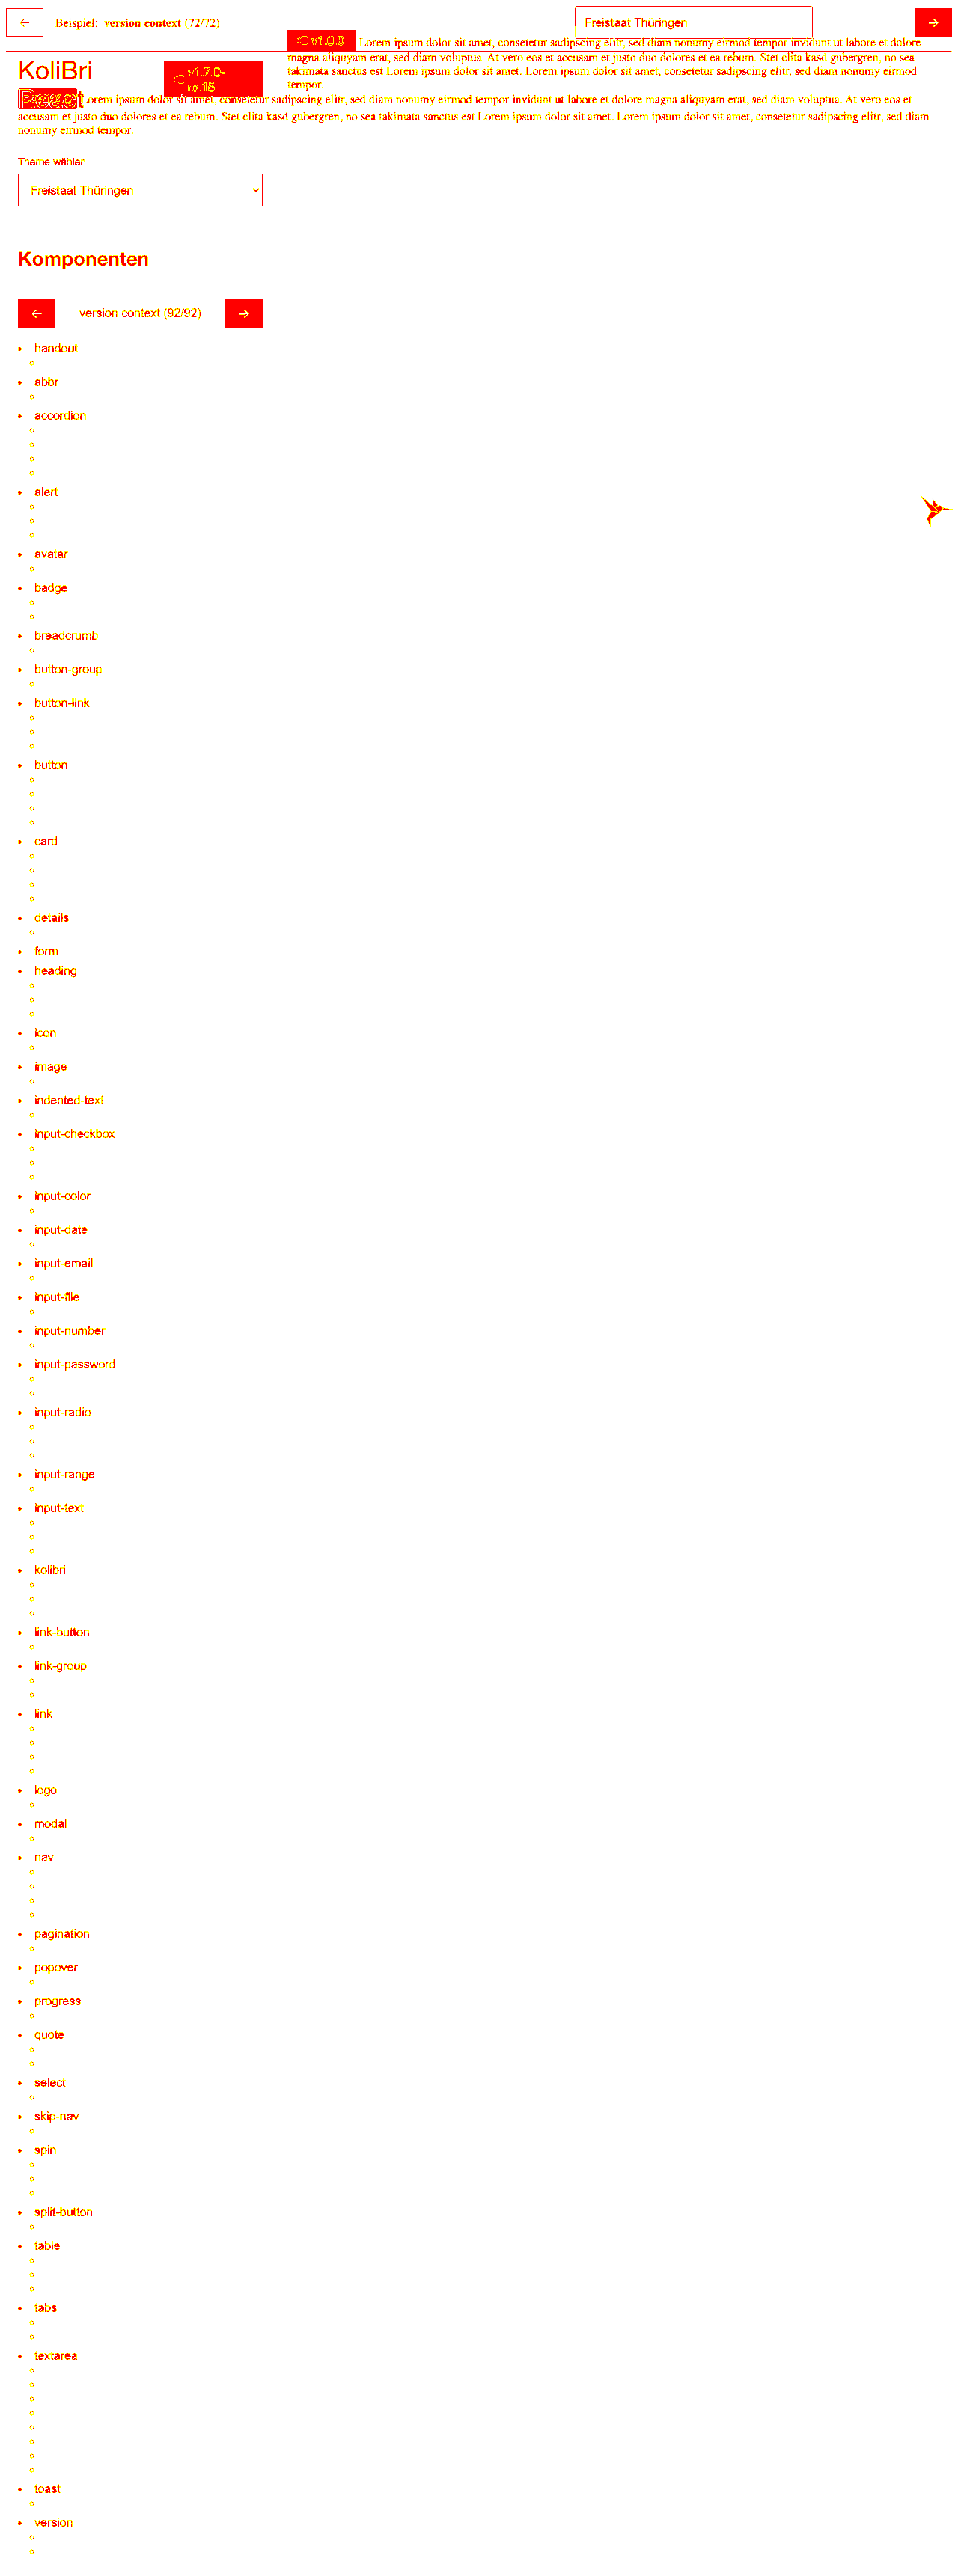 ← Beispiel: version context (72/72) Freistaat Thüringen →
v1.0.0 Lorem ipsum dolor sit amet, consetetur sadipscing elitr, sed diam nonumy eirmod tempor invidunt ut labore et dolore
magna aliquyam erat, sed diam voluptua. At vero eos et accusam et justo duo dolores et ea rebum. Stet clita kasd gubergren, no sea
takimata sanctus est Lorem ipsum dolor sit amet. Lorem ipsum dolor sit amet, consetetur sadipscing elitr, sed diam nonumy eirmod
tempor.
KoliBri
v1.7.0-
rc.16
React Lorem ipsum dolor sit amet, consetetur sadipscing elitr, sed diam nonumy eirmod tempor invidunt ut labore et dolore magna aliquyam erat, sed diam voluptua. At vero eos et
accusam et justo duo dolores et ea rebum. Stet clita kasd gubergren, no sea takimata sanctus est Lorem ipsum dolor sit amet. Lorem ipsum dolor sit amet, consetetur sadipscing elitr, sed diam
nonumy eirmod tempor.
Theme wählen
Freistaat Thüringen
Komponenten
← version context (92/92) →
handout
abbr
accordion
alert
avatar
badge
breadcrumb
button-group
button-link
button
card
details
form
heading
icon
image
indented-text
input-checkbox
input-color
input-date
input-email
input-file
input-number
input-password
input-radio
input-range
input-text
kolibri
link-button
link-group
link
logo
modal
nav
pagination
popover
progress
quote
select
skip-nav
spin
split-button
table
tabs
textarea
toast
version